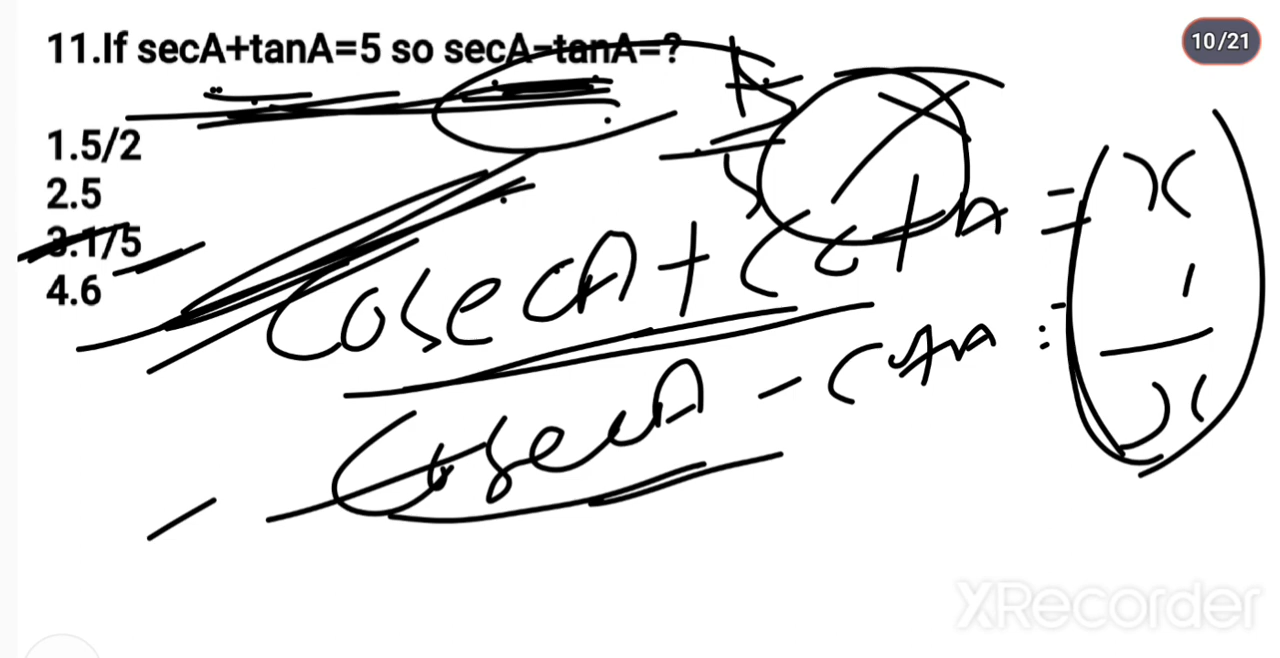 11.If secA+tanA=5 so secA-tanA=?
10/21
1.5/2
2.5
3.1/5
4.6
cosecA + cotA = x
cosecA - cotA = 1/x
XRecorder